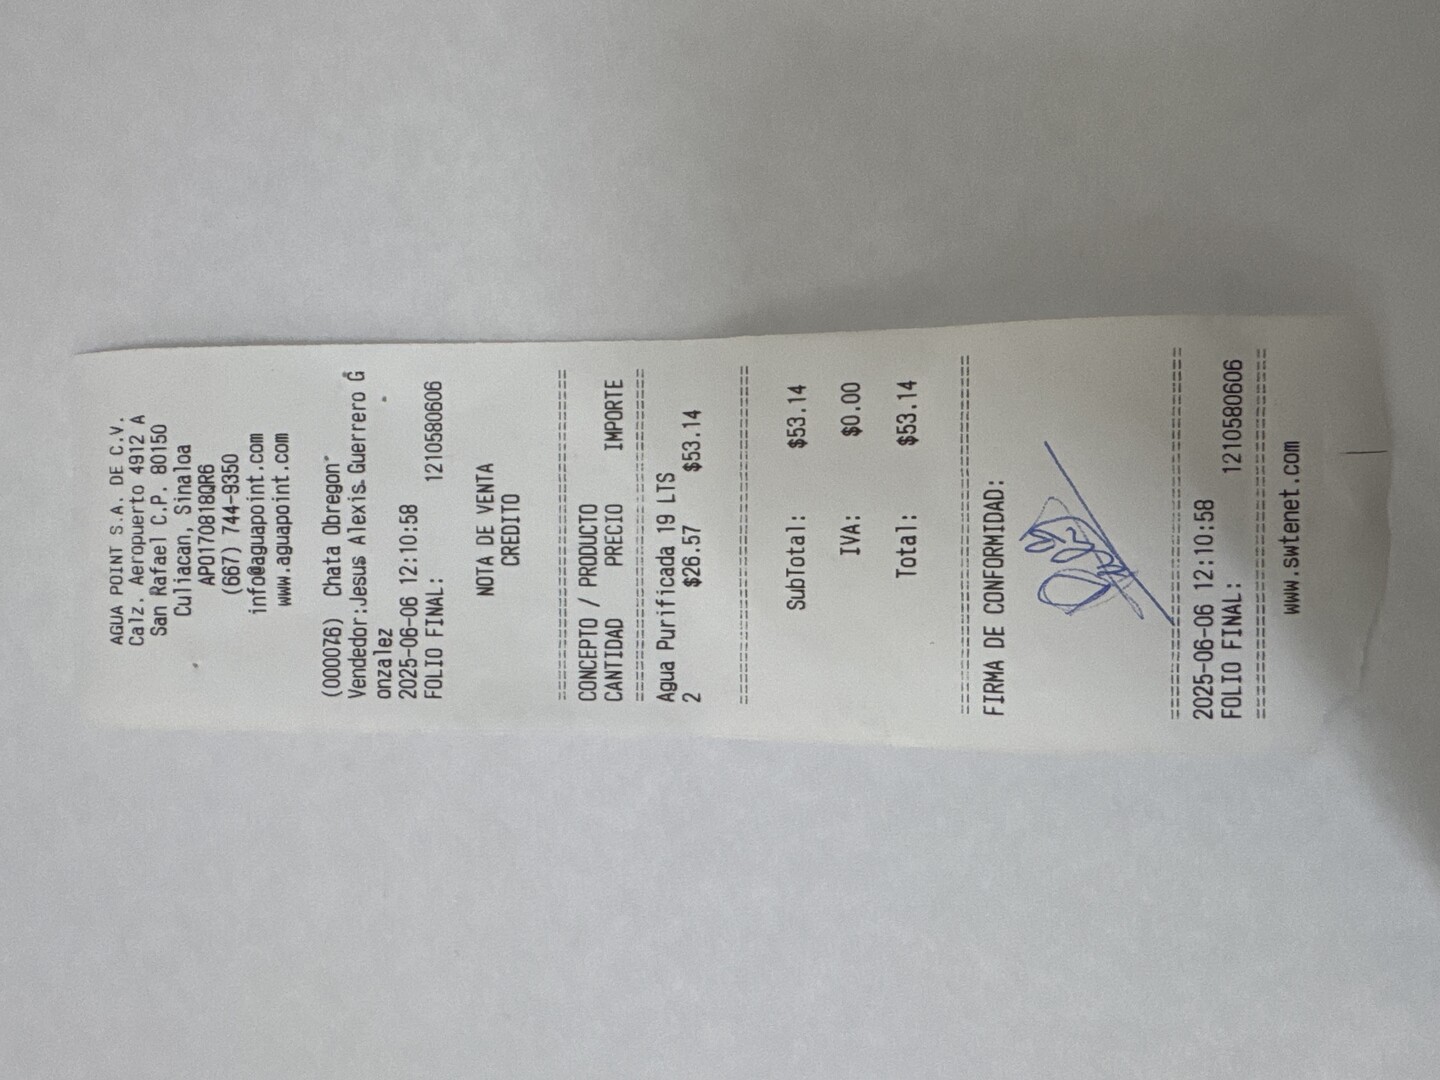 AGUA POINT S.A. DE C.V.
Calz. Aeropuerto 4912 A
San Rafael C.P. 80150
Culiacan, Sinaloa
APO170818QR6
(667) 744-9350
info@aguapoint.com
www.aguapoint.com
(000076) Chata Obregon"
Vendedor:Jesus Alexis Guerrero G
onzalez
2025-06-06 12:10:58
FOLIO FINAL: 1210580606
NOTA DE VENTA
CREDITO
================================
CONCEPTO / PRODUCTO
CANTIDAD PRECIO IMPORTE
================================
Agua Purificada 19 LTS
2 $26.57 $53.14
================================
SubTotal: $53.14
IVA: $0.00
Total: $53.14
================================
FIRMA DE CONFORMIDAD:
================================
2025-06-06 12:10:58
FOLIO FINAL: 1210580606
================================
www.swtenet.com